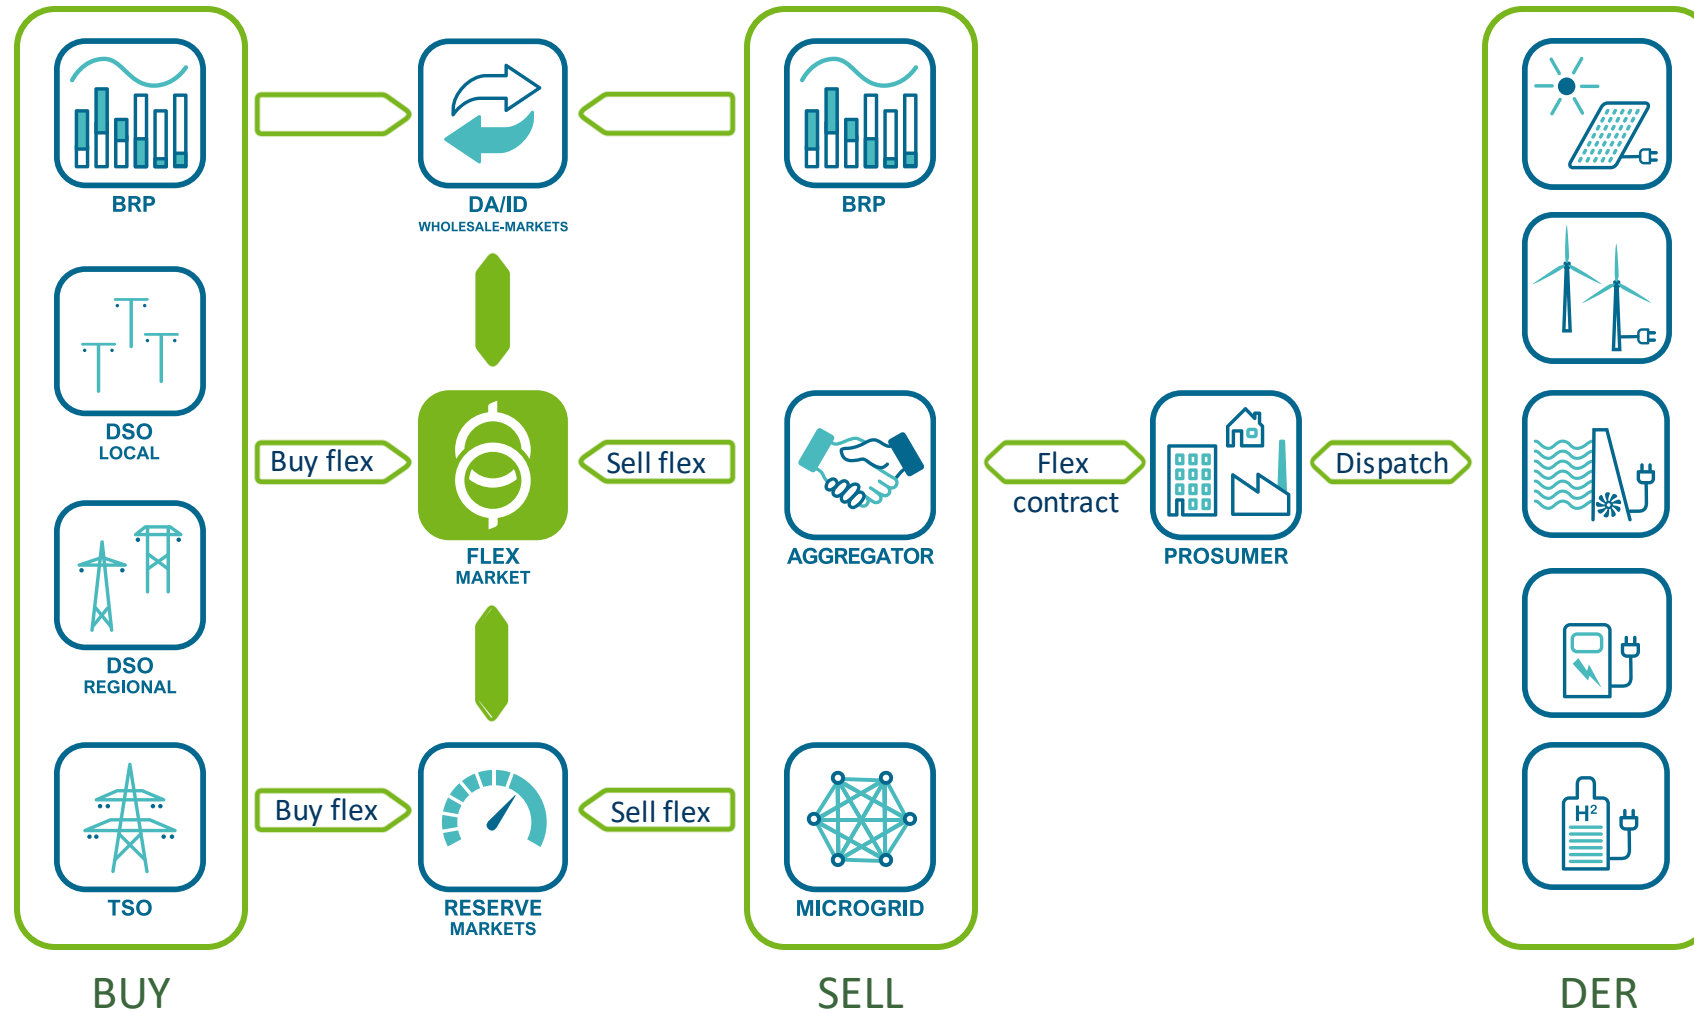 BRP
DA/ID
WHOLESALE-MARKETS
BRP
DSO
LOCAL
Buy flex
Sell flex
Flex
contract
Dispatch
FLEX
MARKET
AGGREGATOR
PROSUMER
DSO
REGIONAL
Buy flex
Sell flex
H²
TSO
RESERVE
MARKETS
MICROGRID
BUY
SELL
DER